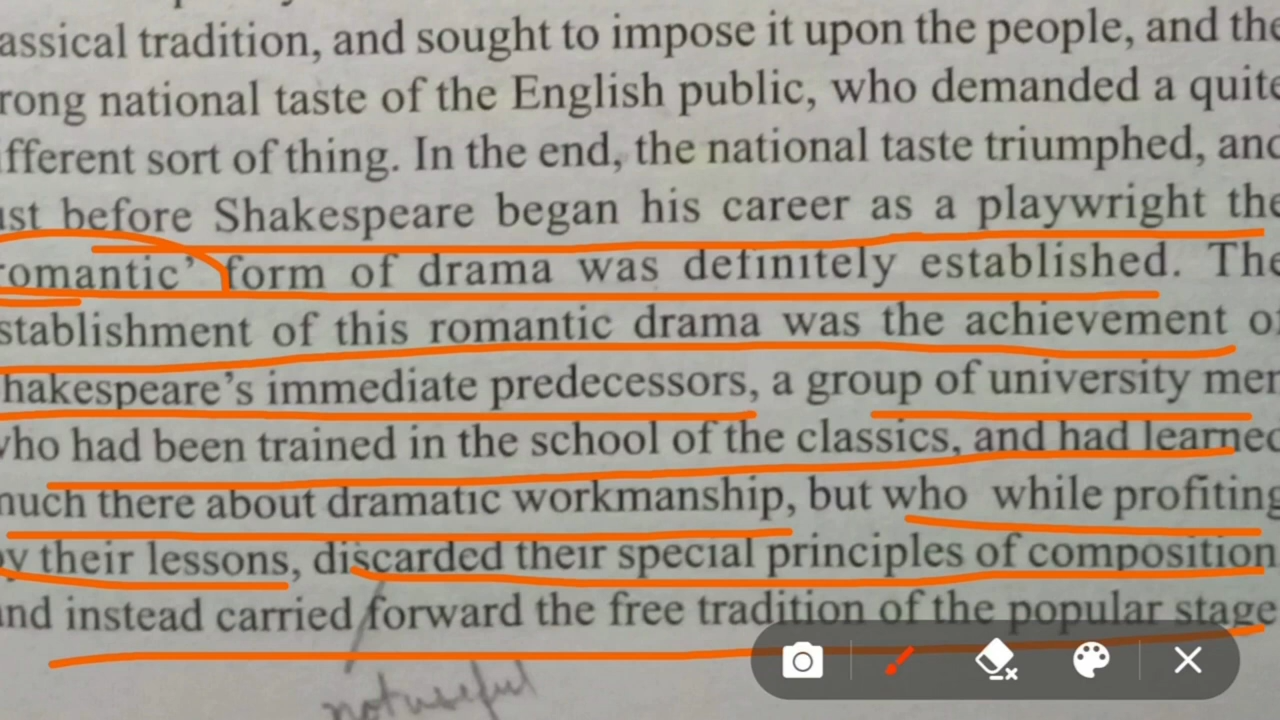 assical tradition, and sought to impose it upon the people, and the
rong national taste of the English public, who demanded a quite
fferent sort of thing. In the end, the national taste triumphed, and
ust before Shakespeare began his career as a playwright the
romantic’ form of drama was definitely established. The
stablishment of this romantic drama was the achievement of
hakespeare’s immediate predecessors, a group of university men
who had been trained in the school of the classics, and had learned
much there about dramatic workmanship, but who while profiting
by their lessons, discarded their special principles of composition
and instead carried forward the free tradition of the popular stage
not useful